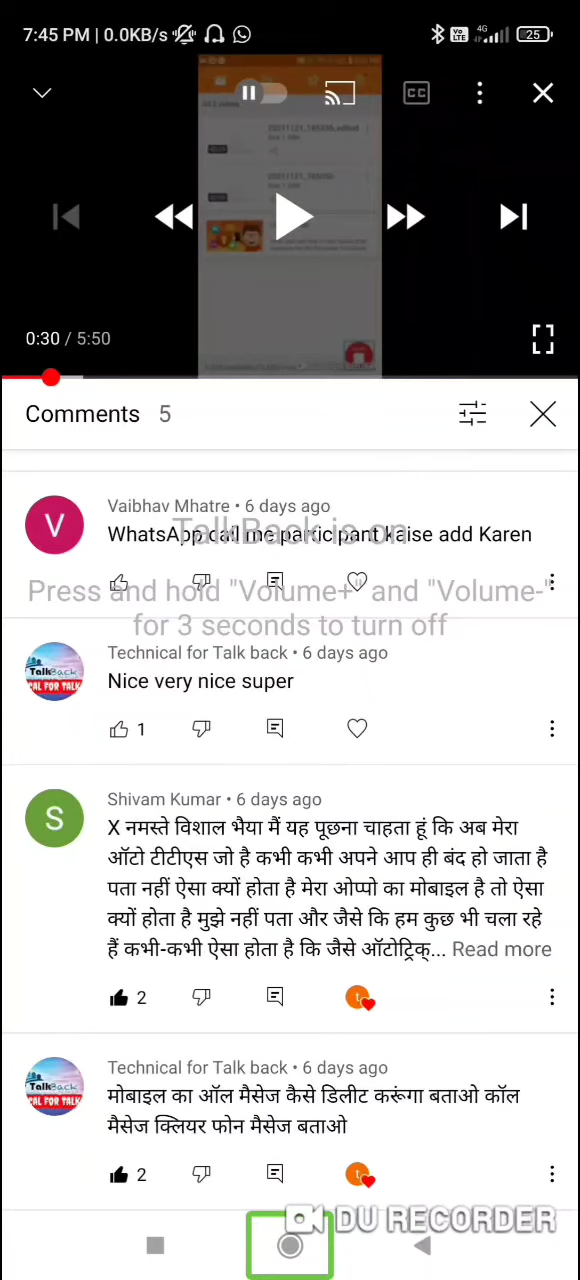 7:45 PM | 0.0KB/s
4G
25
CC
0:30 / 5:50
Comments 5
Vaibhav Mhatre • 6 days ago
WhatsApp call me participant kaise add Karen
TalkBack is on
Press and hold "Volume+" and "Volume-"
for 3 seconds to turn off
Technical for Talk back • 6 days ago
Nice very nice super
1
Shivam Kumar • 6 days ago
X नमस्ते विशाल भैया मैं यह पूछना चाहता हूं कि अब मेरा
ऑटो टीटीएस जो है कभी कभी अपने आप ही बंद हो जाता है
पता नहीं ऐसा क्यों होता है मेरा ओप्पो का मोबाइल है तो ऐसा
क्यों होता है मुझे नहीं पता और जैसे कि हम कुछ भी चला रहे
हैं कभी-कभी ऐसा होता है कि जैसे ऑटोट्रिक्... Read more
2
Technical for Talk back • 6 days ago
मोबाइल का ऑल मैसेज कैसे डिलीट करूंगा बताओ कॉल
मैसेज क्लियर फोन मैसेज बताओ
2
DU RECORDER